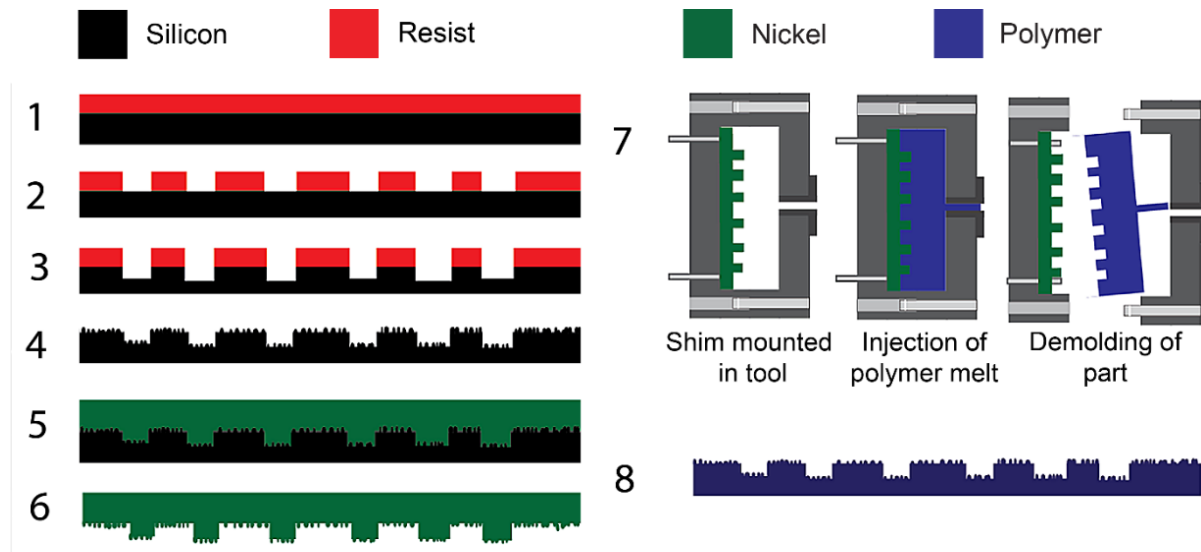 Silicon
Resist
Nickel
Polymer
1
2
3
4
5
6
7
Shim mounted
in tool
Injection of
polymer melt
Demolding of
part
8